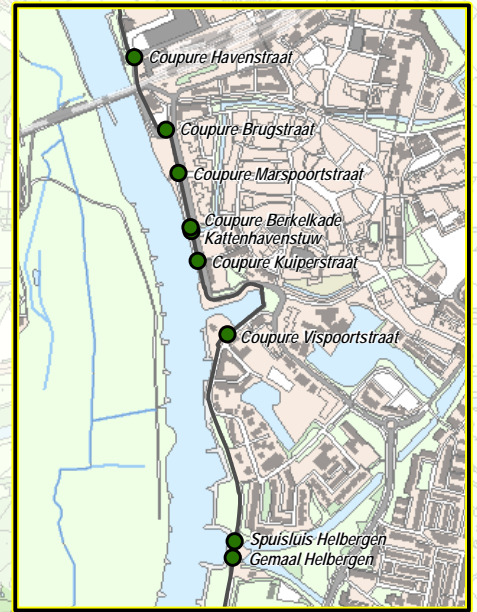 Coupure Havenstraat
Coupure Brugstraat
Coupure Marspoortstraat
Coupure Berkelkade
Kattenhavenstuw
Coupure Kuiperstraat
Coupure Vispoortstraat
Spuisluis Helbergen
Gemaal Helbergen